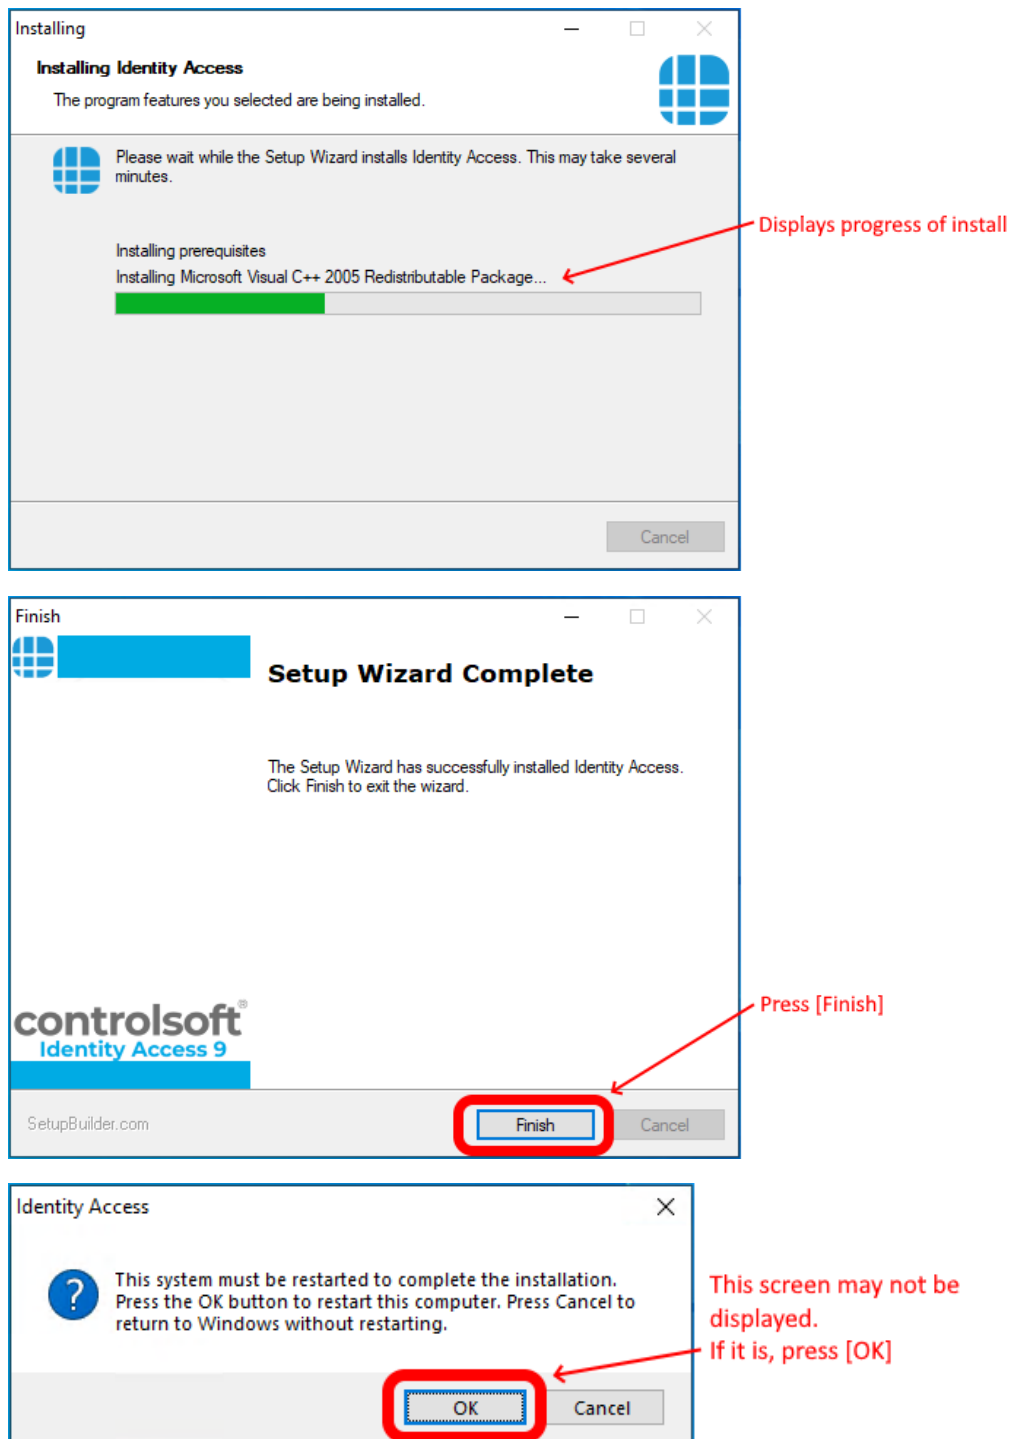 Installing
Installing Identity Access
The program features you selected are being installed.
Please wait while the Setup Wizard installs Identity Access. This may take several
minutes.
Displays progress of install
Installing prerequisites
Installing Microsoft Visual C++ 2005 Redistributable Package...
Cancel
Finish
Setup Wizard Complete
The Setup Wizard has successfully installed Identity Access.
Click Finish to exit the wizard.
controlsoft®
Identity Access 9
Press [Finish]
SetupBuilder.com
Finish
Cancel
Identity Access
This system must be restarted to complete the installation.
Press the OK button to restart this computer. Press Cancel to
return to Windows without restarting.
This screen may not be
displayed.
If it is, press [OK]
OK
Cancel